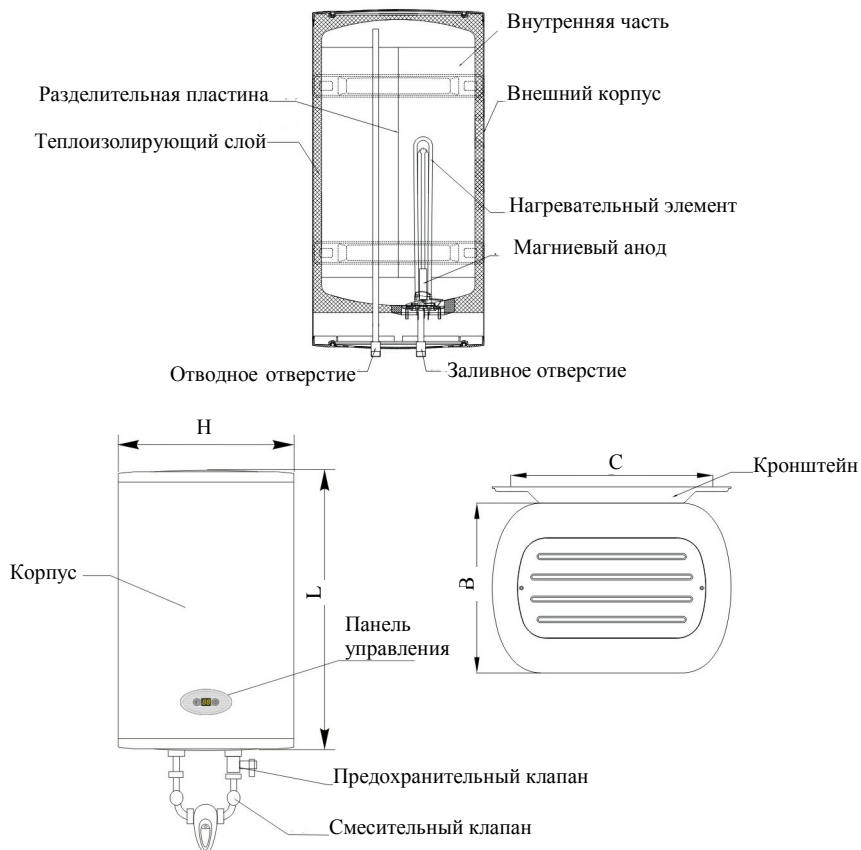 Внутренняя часть
Разделительная пластина
Внешний корпус
Теплоизолирующий слой
Нагревательный элемент
Магниевый анод
Отводное отверстие
Заливное отверстие
H
C
Кронштейн
Корпус
L
B
Панель
управления
Предохранительный клапан
Смесительный клапан